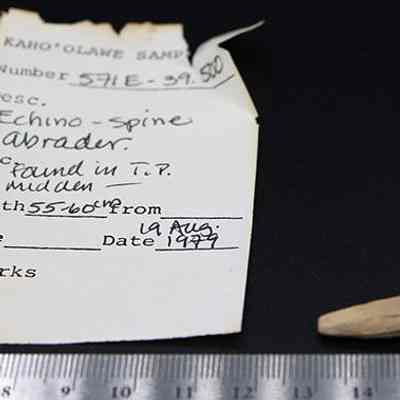 KAHO'OLAWE SAMP
Number 571E-39.500
esc.
Echino-spine
abrader.
Found in T.P.
midden —
th 55-60cm From
19 Aug.
Date 1979
rks
8 9 10 11 12 13 14